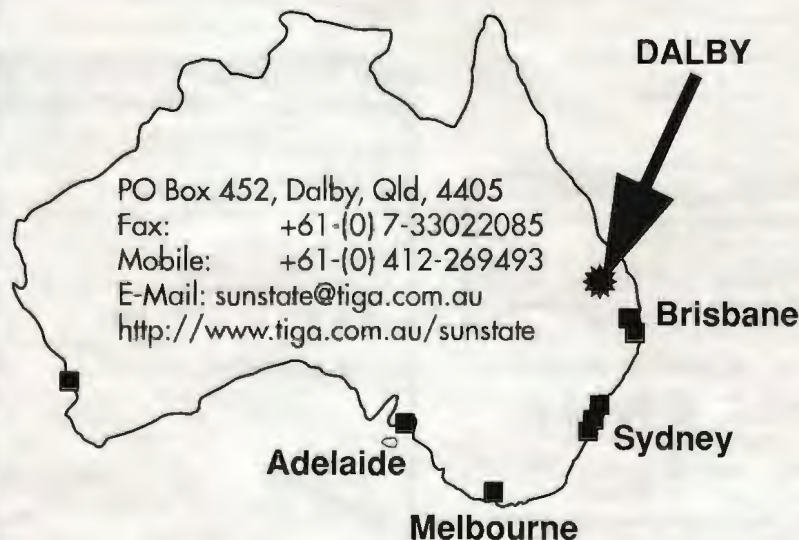 DALBY
PO Box 452, Dalby, Qld, 4405
Fax: +61-(0) 7-33022085
Mobile: +61-(0) 412-269493
E-Mail: sunstate@tiga.com.au
http://www.tiga.com.au/sunstate
Brisbane
Sydney
Adelaide
Melbourne